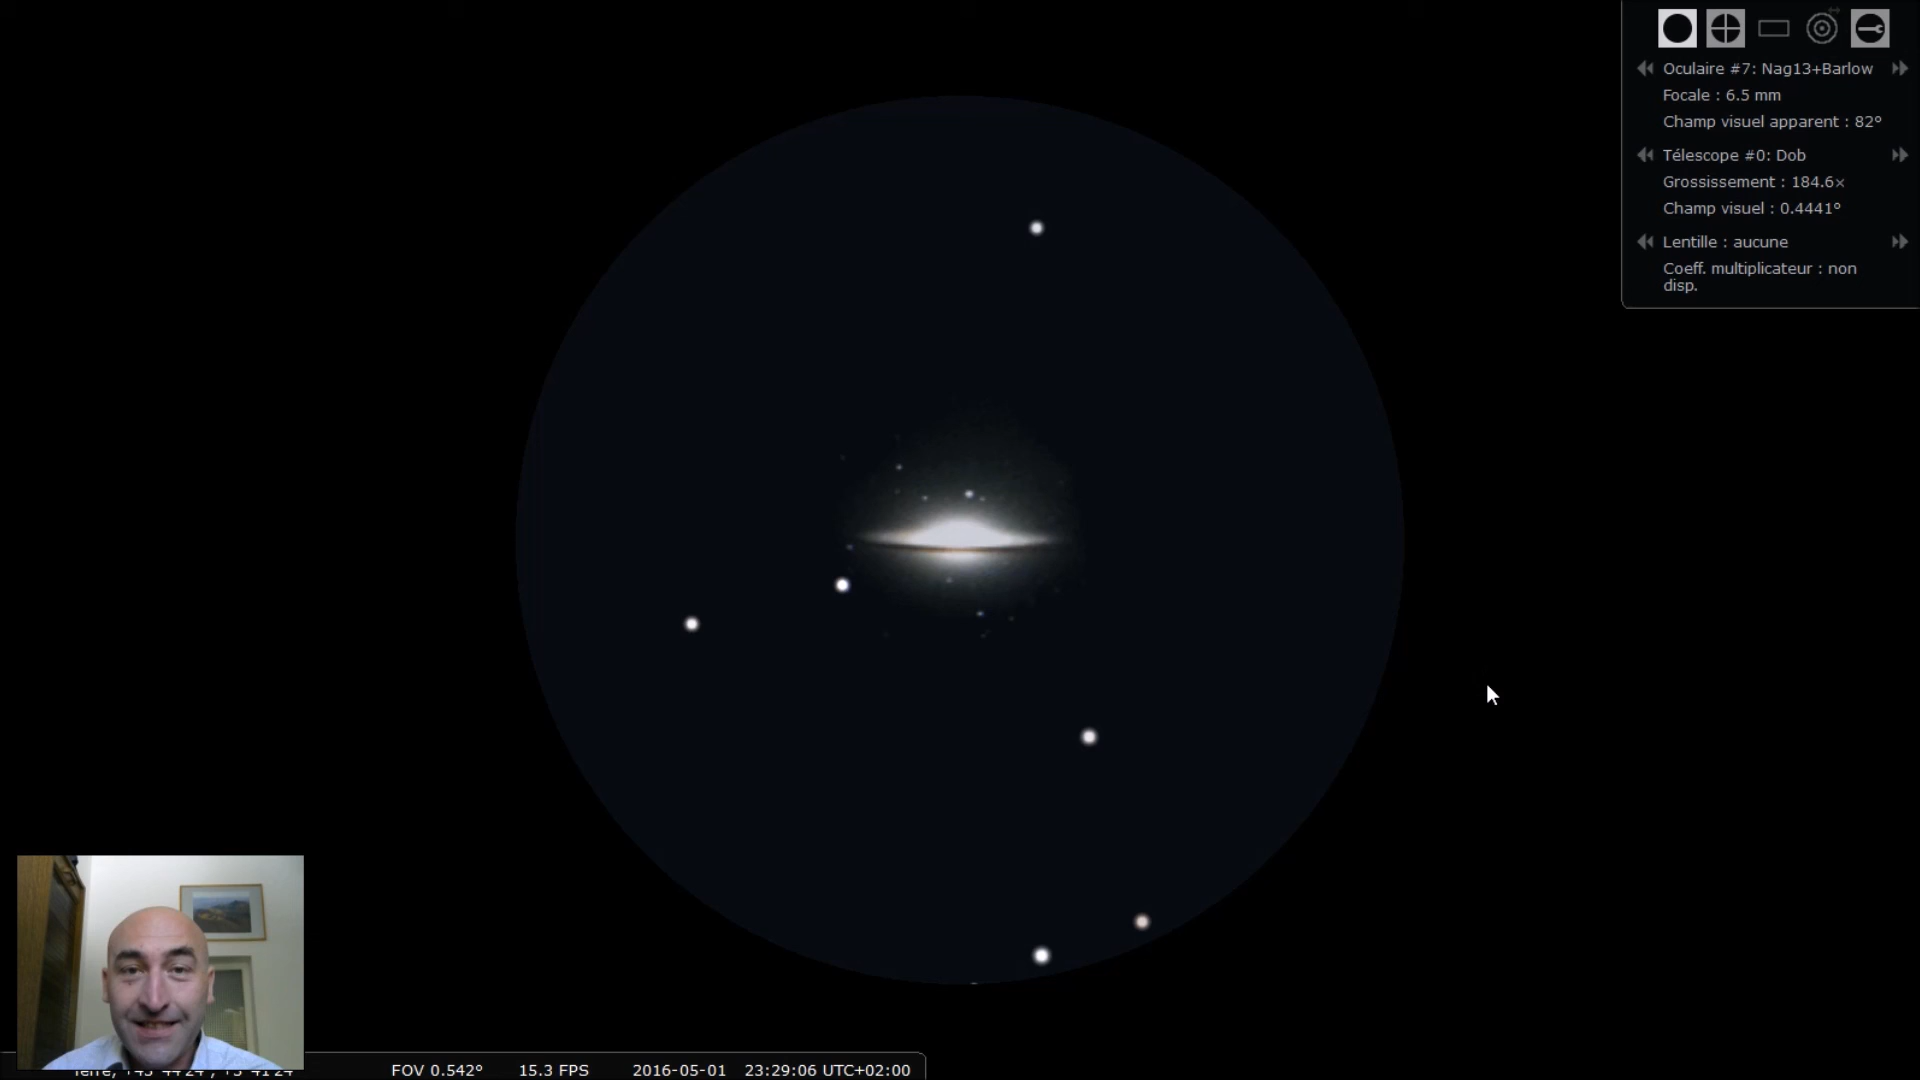 Oculaire #7: Nag13+Barlow
Focale : 6.5 mm
Champ visuel apparent : 82°
Télescope #0: Dob
Grossissement : 184.6×
Champ visuel : 0.4441°
Lentille : aucune
Coeff. multiplicateur : non
disp.
FOV 0.542° 15.3 FPS 2016-05-01 23:29:06 UTC+02:00